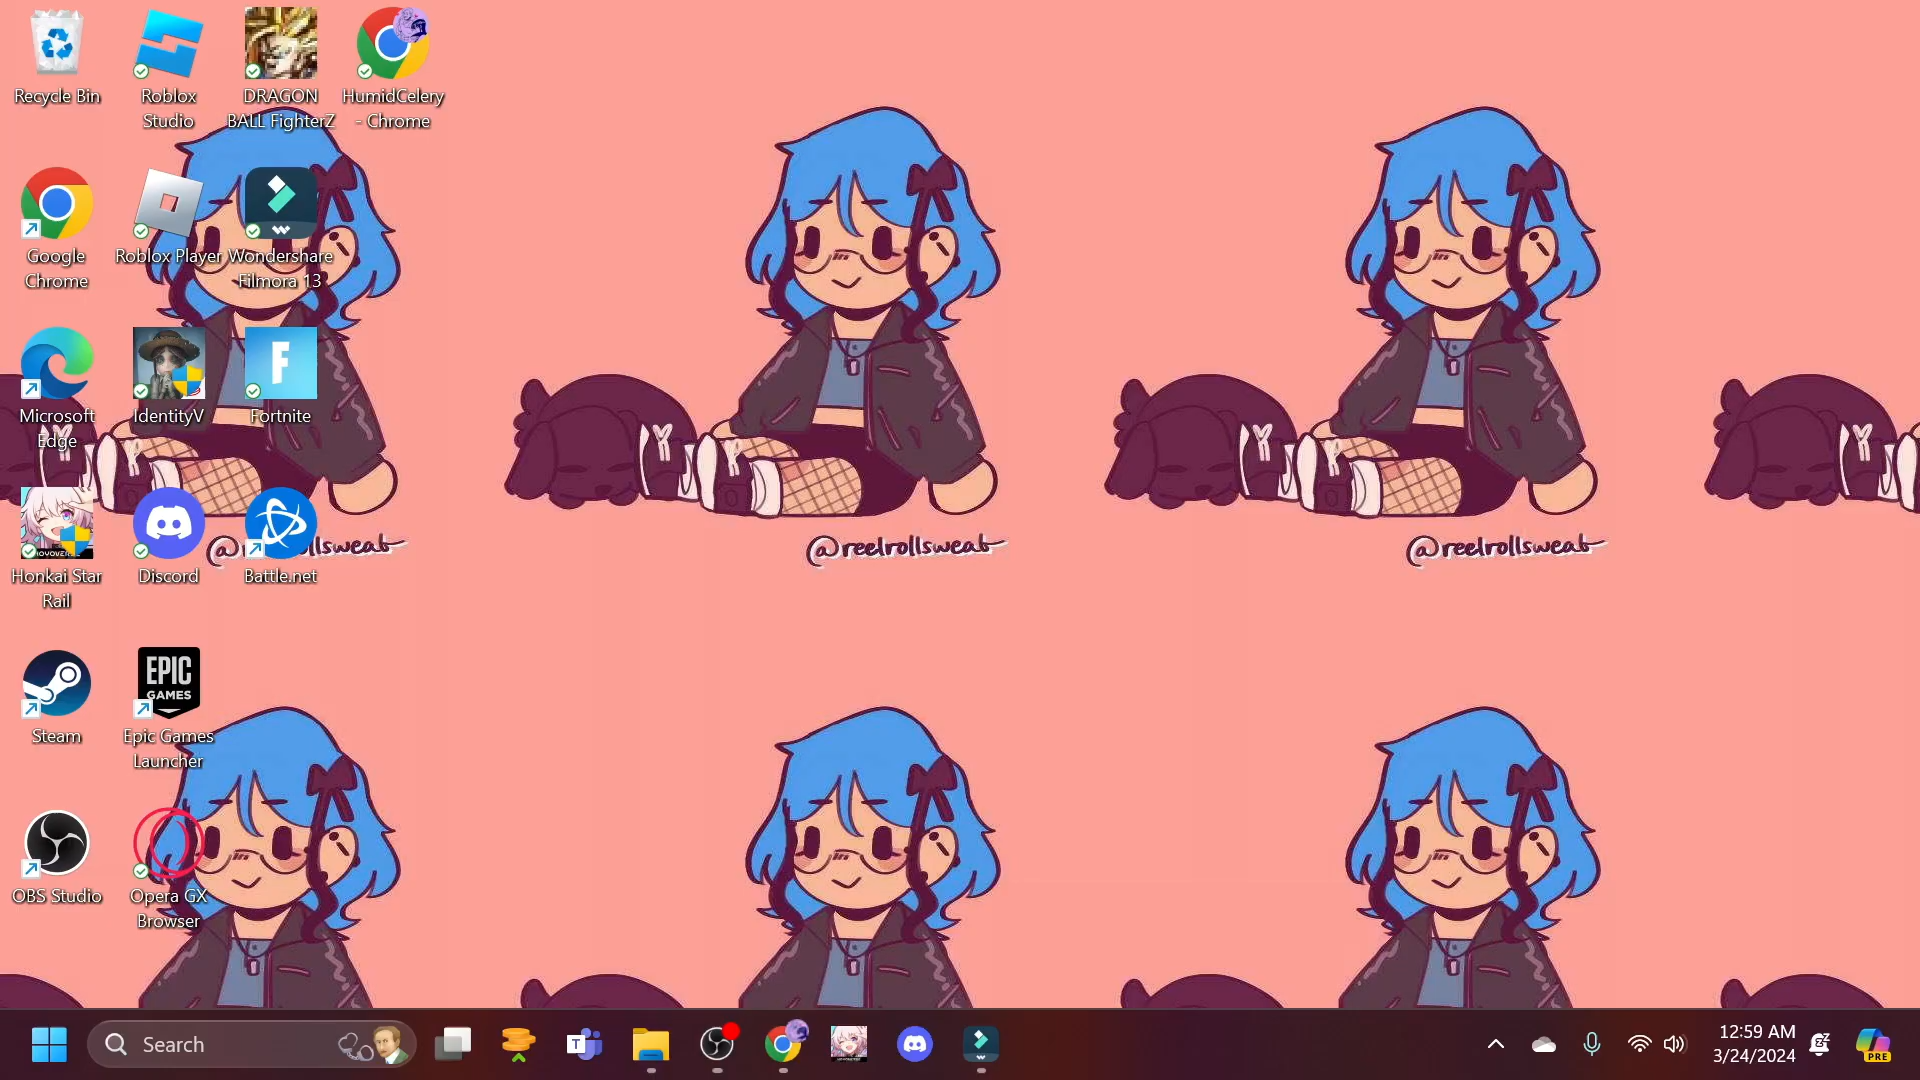 Recycle Bin
Roblox
Studio
DRAGON
BALL FighterZ
HumidCelery
- Chrome
Google
Chrome
Roblox Player
Wondershare
Filmora 13
Microsoft
Edge
IdentityV
F
Fortnite
HOYOVERSE
Honkai Star
Rail
Discord
Battle.net
@reelrollsweat
@reelrollsweat
Steam
EPIC
GAMES
Epic Games
Launcher
OBS Studio
Opera GX
Browser
Search
T
12:59 AM
3/24/2024
PRE